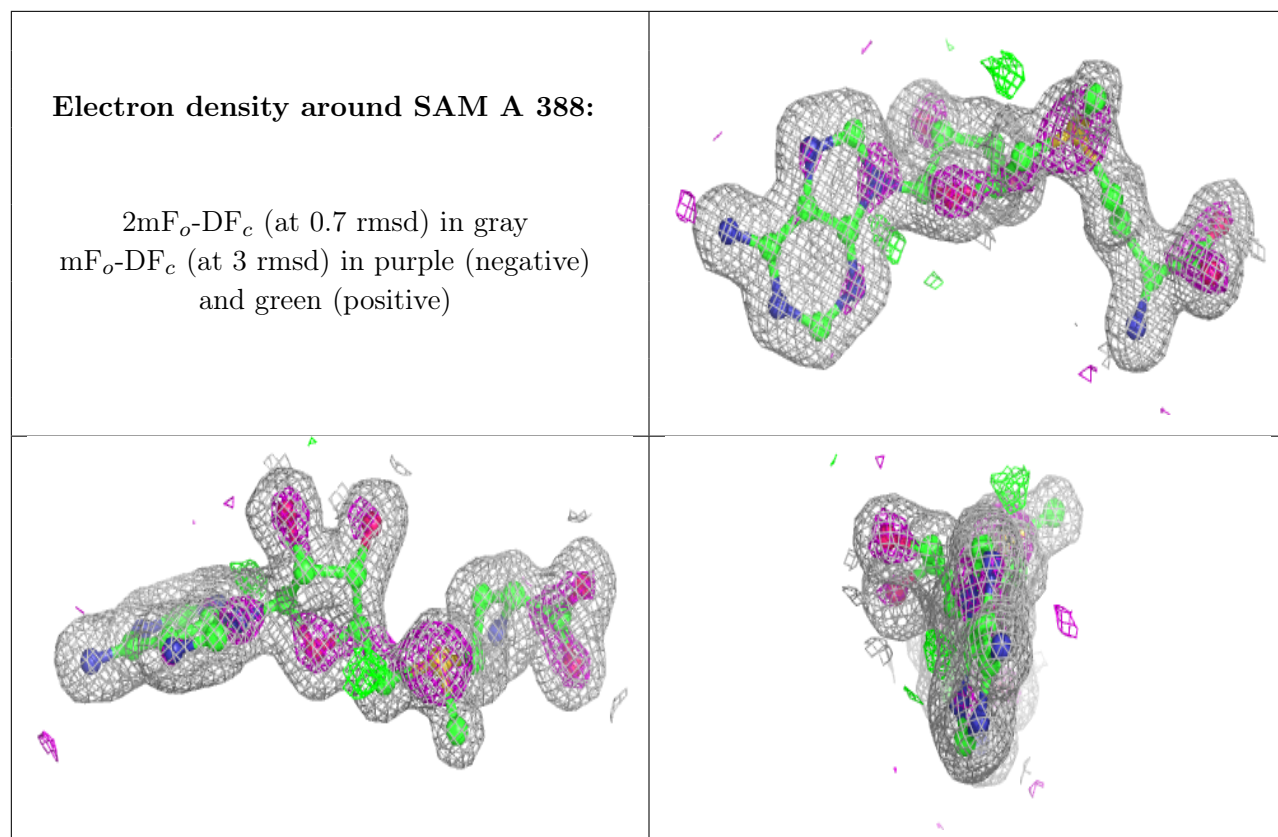 Electron density around SAM A 388:
2mFo-DFc (at 0.7 rmsd) in gray
mFo-DFc (at 3 rmsd) in purple (negative)
and green (positive)